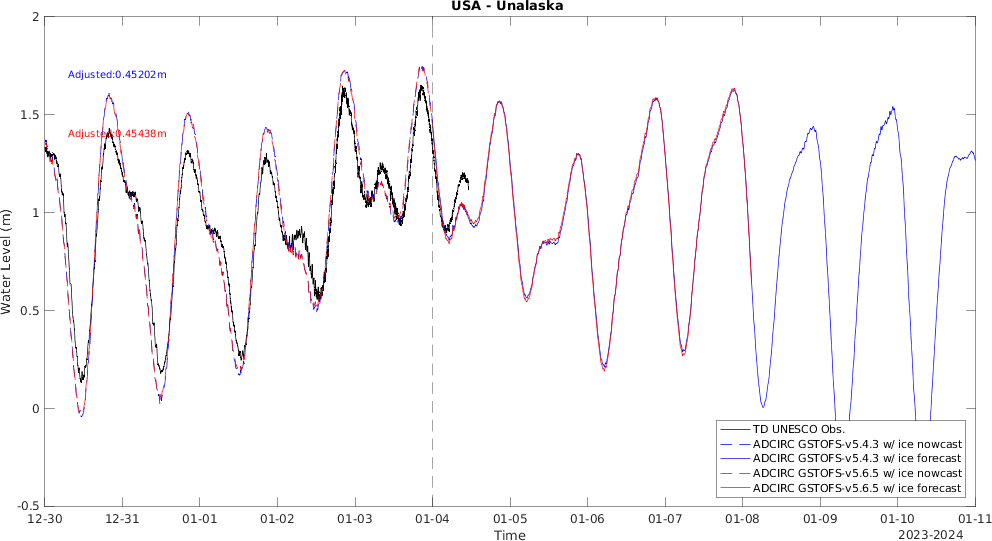 USA - Unalaska
2
1.5
1
0.5
0
-0.5
Water Level (m)
Adjusted:0.45202m
Adjusted:0.45438m
TD UNESCO Obs.
ADCIRC GSTOFS-v5.4.3 w/ ice nowcast
ADCIRC GSTOFS-v5.4.3 w/ ice forecast
ADCIRC GSTOFS-v5.6.5 w/ ice nowcast
ADCIRC GSTOFS-v5.6.5 w/ ice forecast
12-30 12-31 01-01 01-02 01-03 01-04 01-05 01-06 01-07 01-08 01-09 01-10 01-11
Time
2023-2024